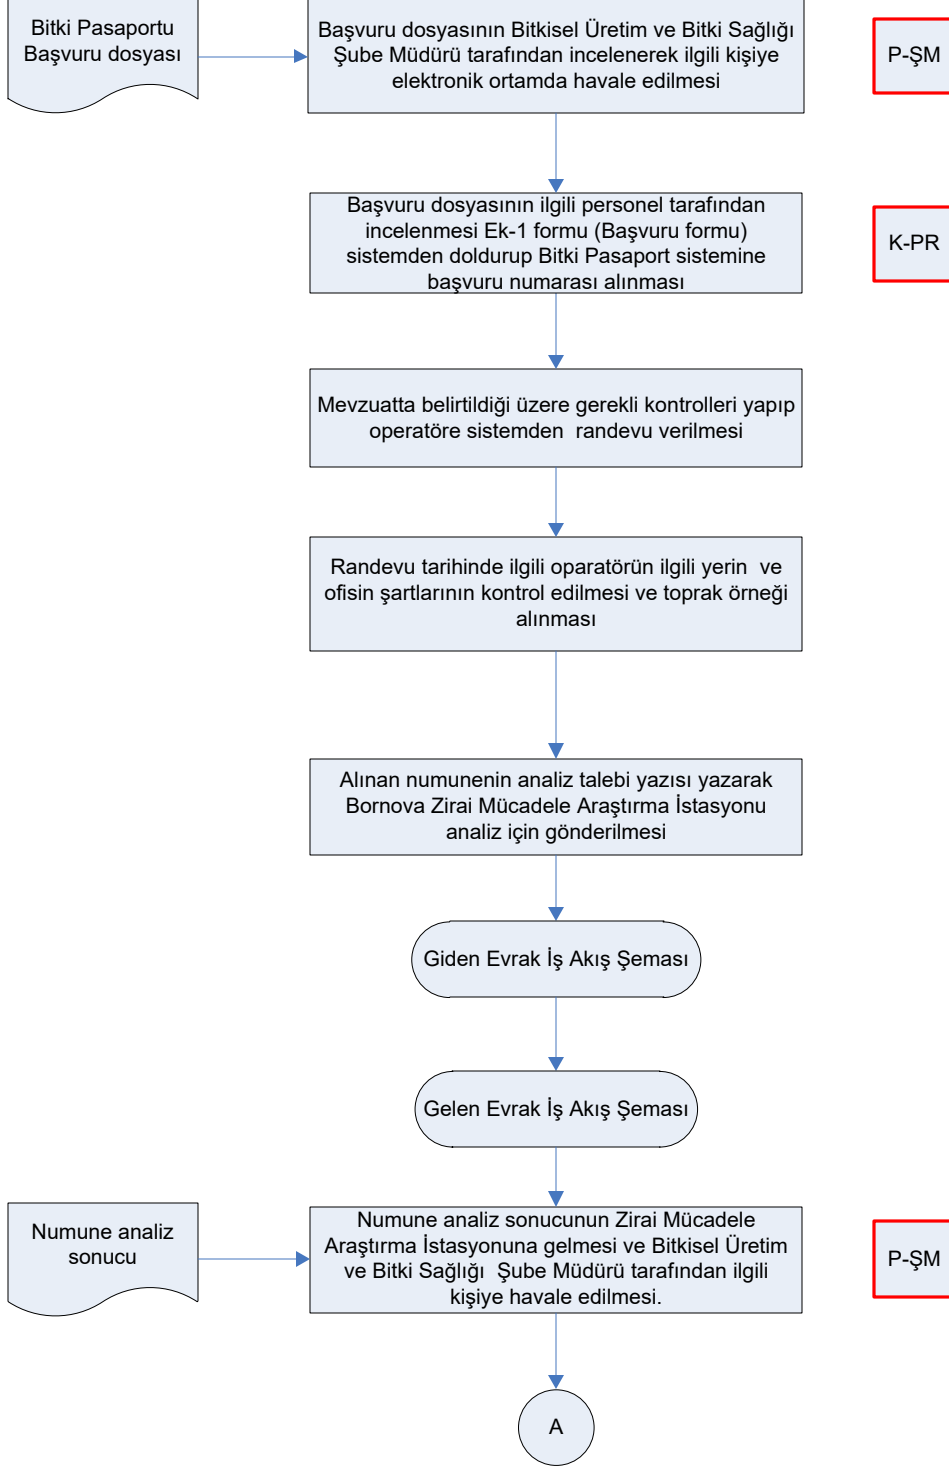 Bitki Pasaportu
Başvuru dosyası
Başvuru dosyasının Bitkisel Üretim ve Bitki Sağlığı
Şube Müdürü tarafından incelenerek ilgili kişiye
elektronik ortamda havale edilmesi
P-ŞM
Başvuru dosyasının ilgili personel tarafından
incelenmesi Ek-1 formu (Başvuru formu)
sistemden doldurup Bitki Pasaport sistemine
başvuru numarası alınması
K-PR
Mevzuatta belirtildiği üzere gerekli kontrolleri yapıp
operatöre sistemden randevu verilmesi
Randevu tarihinde ilgili oparatörün ilgili yerin ve
ofisin şartlarının kontrol edilmesi ve toprak örneği
alınması
Alınan numunenin analiz talebi yazısı yazarak
Bornova Zirai Mücadele Araştırma İstasyonu
analiz için gönderilmesi
Giden Evrak İş Akış Şeması
Gelen Evrak İş Akış Şeması
Numune analiz
sonucu
Numune analiz sonucunun Zirai Mücadele
Araştırma İstasyonuna gelmesi ve Bitkisel Üretim
ve Bitki Sağlığı Şube Müdürü tarafından ilgili
kişiye havale edilmesi.
P-ŞM
A